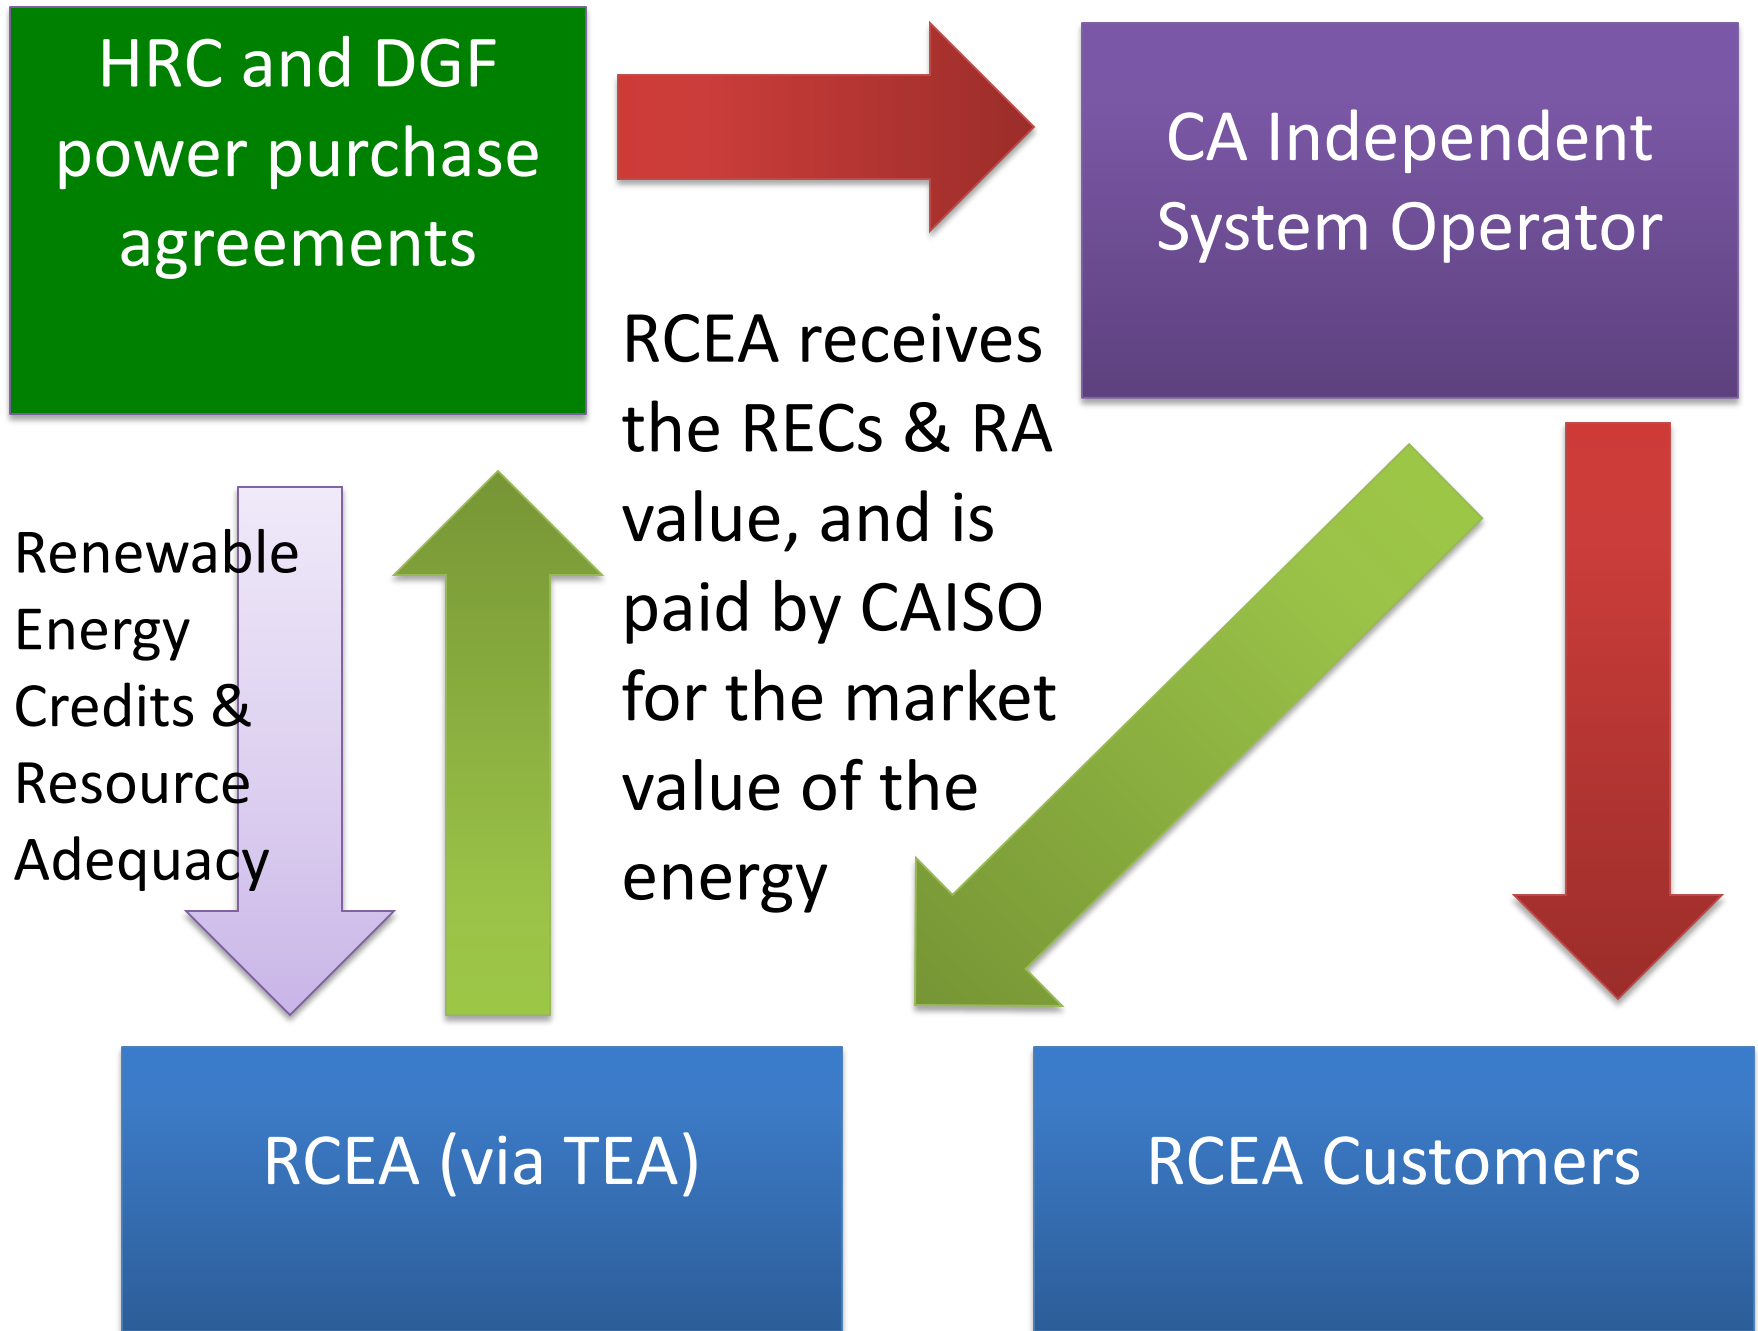 HRC and DGF
power purchase
agreements
CA Independent
System Operator
RCEA receives
the RECs & RA
value, and is
paid by CAISO
for the market
value of the
energy
Renewable
Energy
Credits &
Resource
Adequacy
RCEA (via TEA)
RCEA Customers